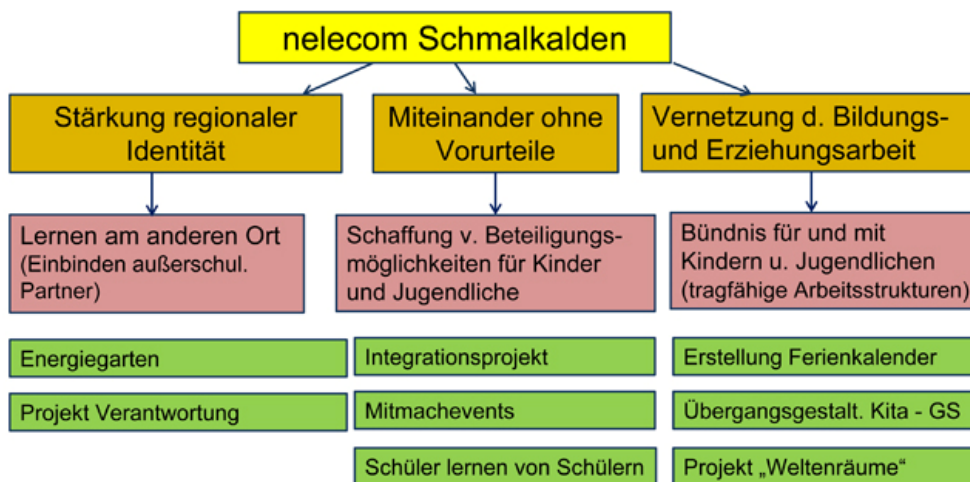 nelecom Schmalkalden
Stärkung regionaler
Identität
Miteinander ohne
Vorurteile
Vernetzung d. Bildungs-
und Erziehungsarbeit
Lernen am anderen Ort
(Einbinden außerschul.
Partner)
Schaffung v. Beteiligungs-
möglichkeiten für Kinder
und Jugendliche
Bündnis für und mit
Kindern u. Jugendlichen
(tragfähige Arbeitsstrukturen)
Energiegarten
Integrationsprojekt
Erstellung Ferienkalender
Projekt Verantwortung
Mitmachevents
Übergangsgestalt. Kita - GS
Schüler lernen von Schülern
Projekt „Weltenräume“